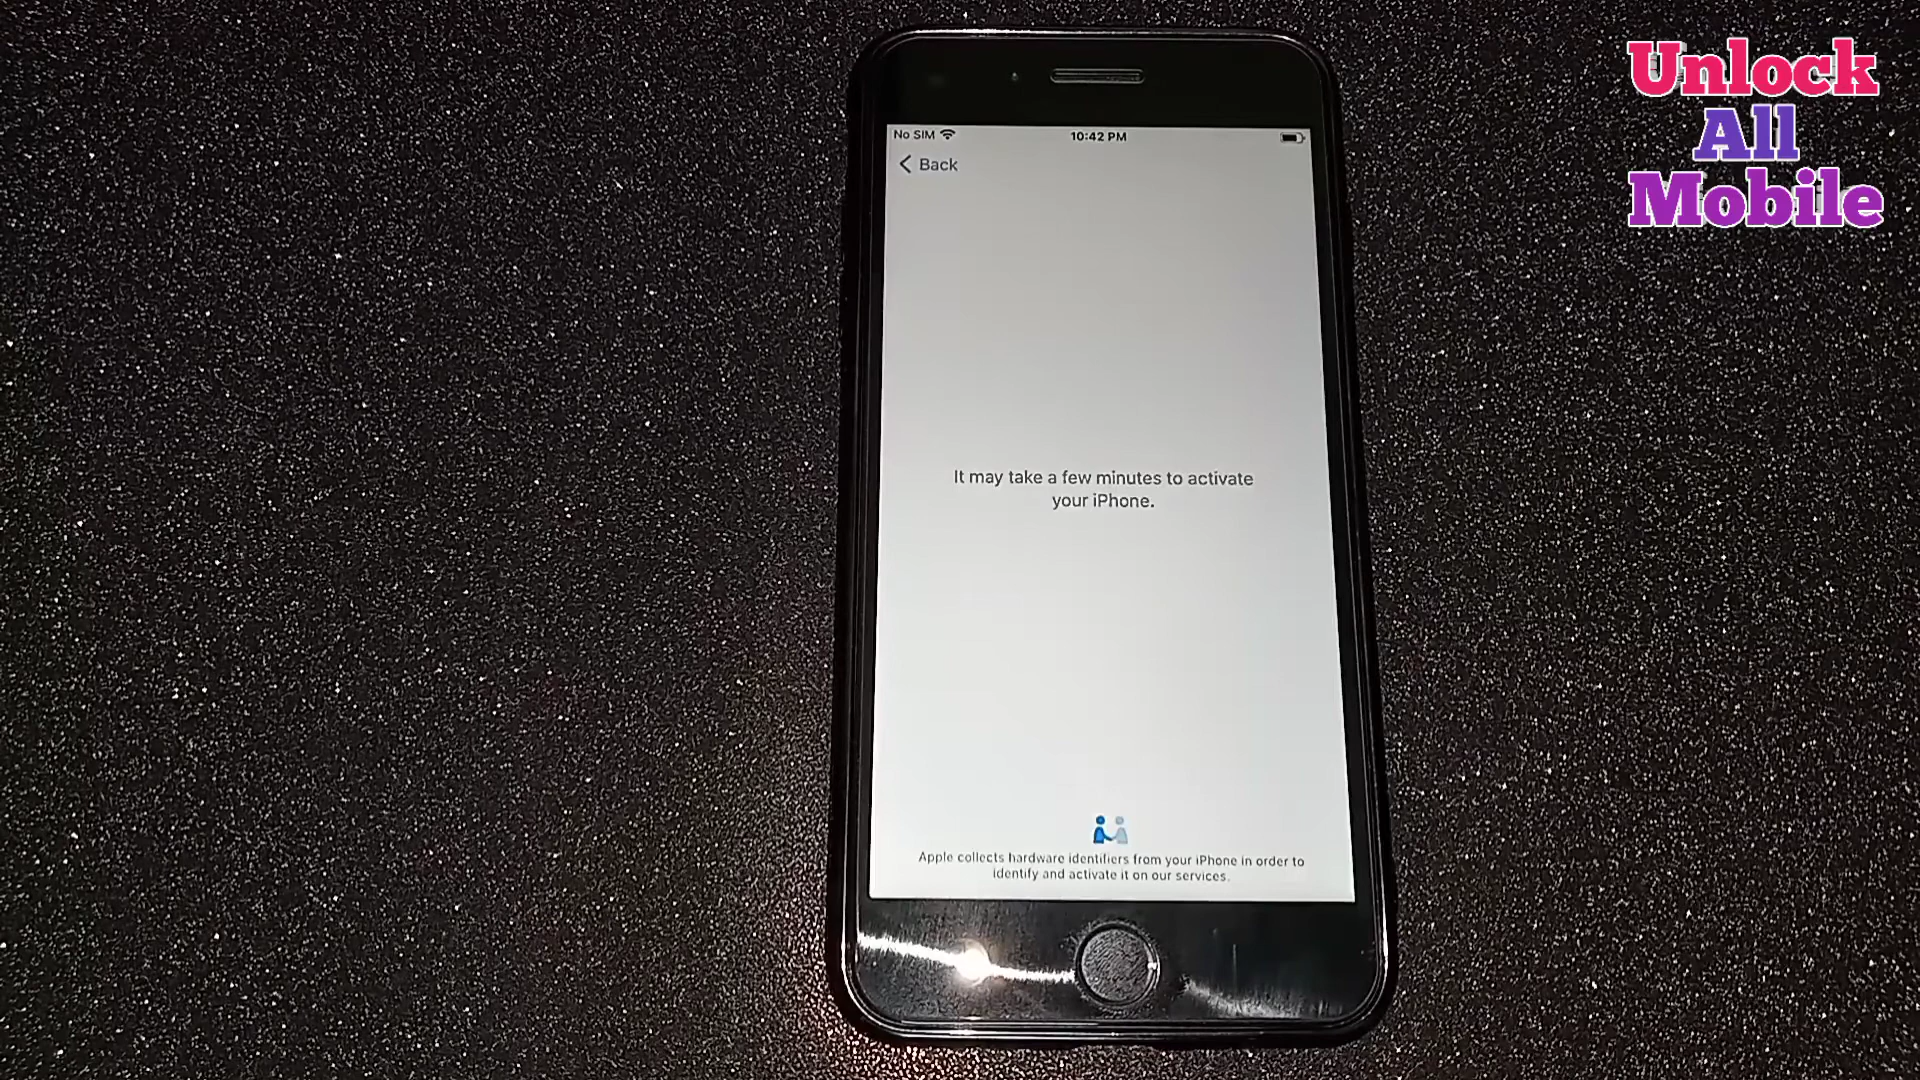 Unlock
All
Mobile
No SIM 10:42 PM
Back
It may take a few minutes to activate
your iPhone.
Apple collects hardware identifiers from your iPhone in order to
identify and activate it on our services.